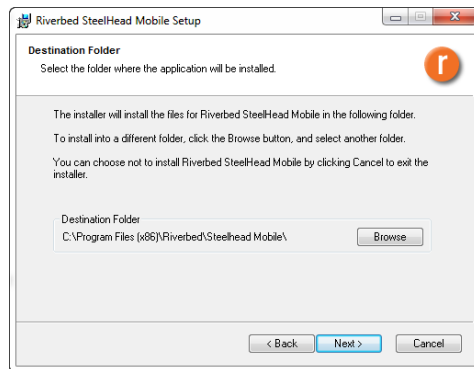 Riverbed SteelHead Mobile Setup
Destination Folder
Select the folder where the application will be installed.
r
The installer will install the files for Riverbed SteelHead Mobile in the following folder.
To install into a different folder, click the Browse button, and select another folder.
You can choose not to install Riverbed SteelHead Mobile by clicking Cancel to exit the
installer.
Destination Folder
C:\Program Files (x86)\Riverbed\Steelhead Mobile\
Browse
< Back
Next >
Cancel